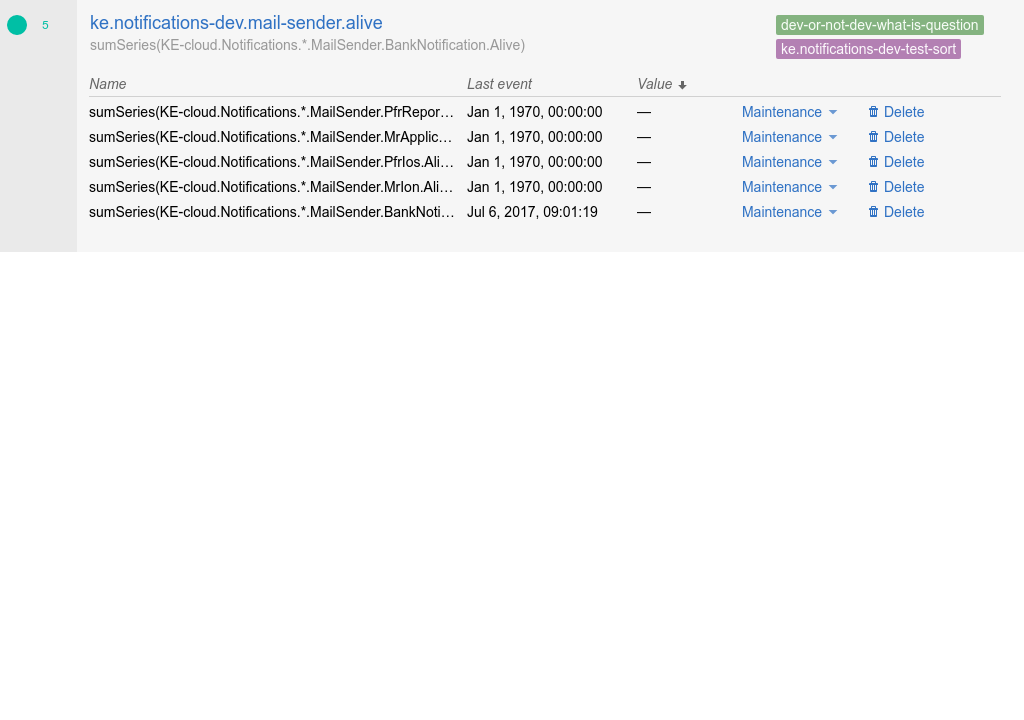 5
ke.notifications-dev.mail-sender.alive
sumSeries(KE-cloud.Notifications.*.MailSender.BankNotification.Alive)
dev-or-not-dev-what-is-question
ke.notifications-dev-test-sort
Name Last event Value
sumSeries(KE-cloud.Notifications.*.MailSender.PfrRepor… Jan 1, 1970, 00:00:00 — Maintenance Delete
sumSeries(KE-cloud.Notifications.*.MailSender.MrApplic… Jan 1, 1970, 00:00:00 — Maintenance Delete
sumSeries(KE-cloud.Notifications.*.MailSender.PfrIos.Ali… Jan 1, 1970, 00:00:00 — Maintenance Delete
sumSeries(KE-cloud.Notifications.*.MailSender.MrIon.Ali… Jan 1, 1970, 00:00:00 — Maintenance Delete
sumSeries(KE-cloud.Notifications.*.MailSender.BankNoti… Jul 6, 2017, 09:01:19 — Maintenance Delete